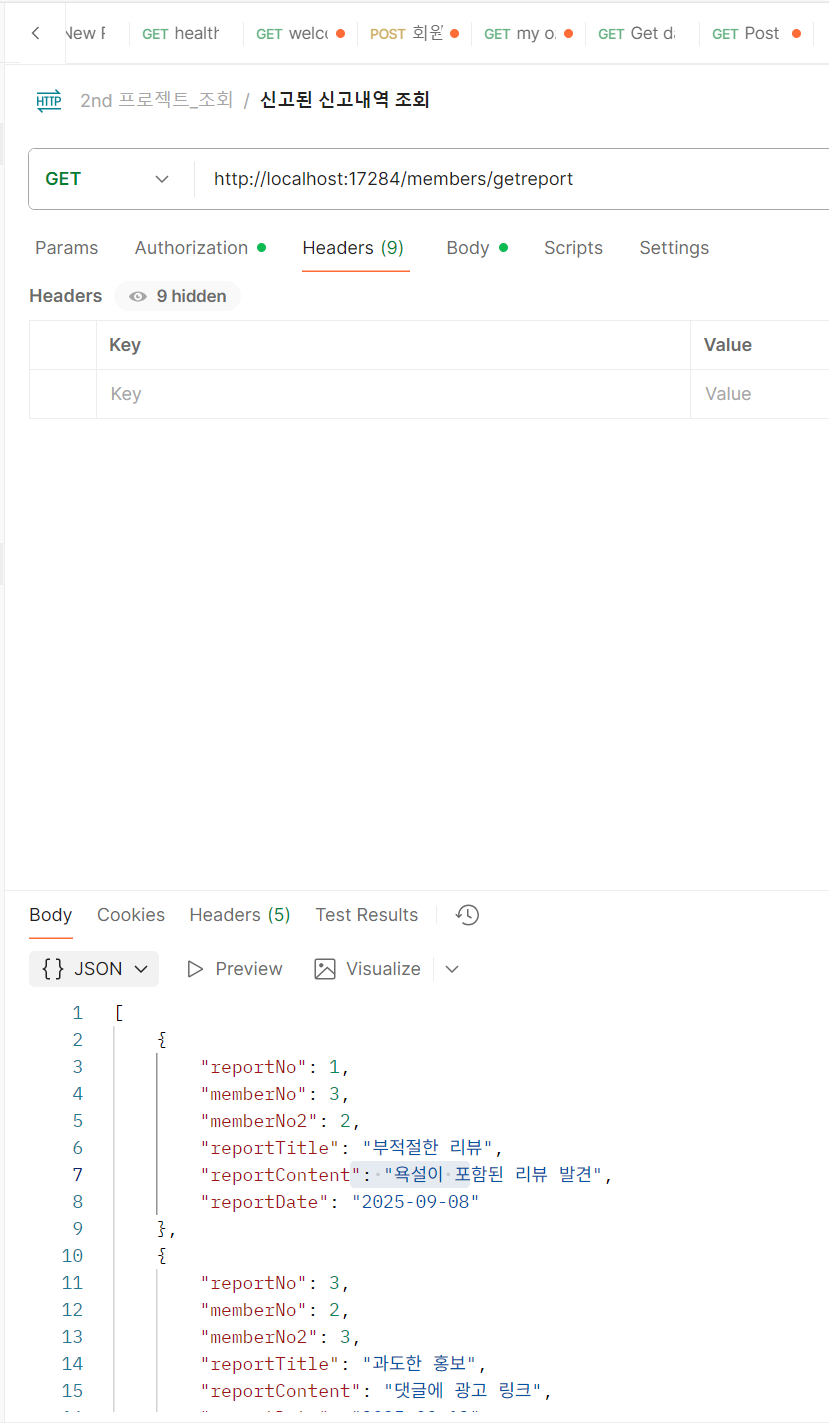 New GET health GET welc POST 회원 GET my o. GET Get d GET Post
HTTP 2nd 프로젝트_조회 / 신고된 신고내역 조회
GET http://localhost:17284/members/getreport
Params Authorization Headers (9) Body Scripts Settings
Headers 9 hidden
Key Value
Key Value
Body Cookies Headers (5) Test Results
{} JSON Preview Visualize
1 [
2 {
3 "reportNo": 1,
4 "memberNo": 3,
5 "memberNo2": 2,
6 "reportTitle": "부적절한 리뷰",
7 "reportContent": "욕설이 포함된 리뷰 발견",
8 "reportDate": "2025-09-08"
9 },
10 {
11 "reportNo": 3,
12 "memberNo": 2,
13 "memberNo2": 3,
14 "reportTitle": "과도한 홍보",
15 "reportContent": "댓글에 광고 링크",